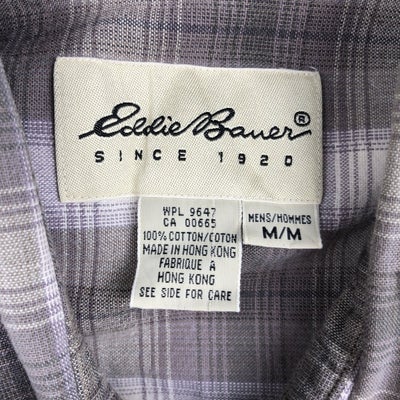 Eddie Bauer®
SINCE 1920
WPL 9647
CA 00665
100% COTTON/COTON
MADE IN HONG KONG
FABRIQUE A
HONG KONG
SEE SIDE FOR CARE
MENS/HOMMES
M/M